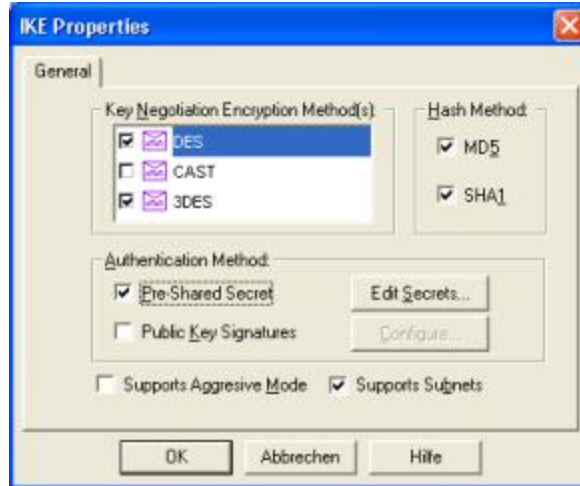 IKE Properties
General
Key Negotiation Encryption Method(s):
DES
CAST
3DES
Hash Method:
MD5
SHA1
Authentication Method:
Pre-Shared Secret
Edit Secrets...
Public Key Signatures
Configure...
Supports Aggresive Mode
Supports Subnets
OK
Abbrechen
Hilfe